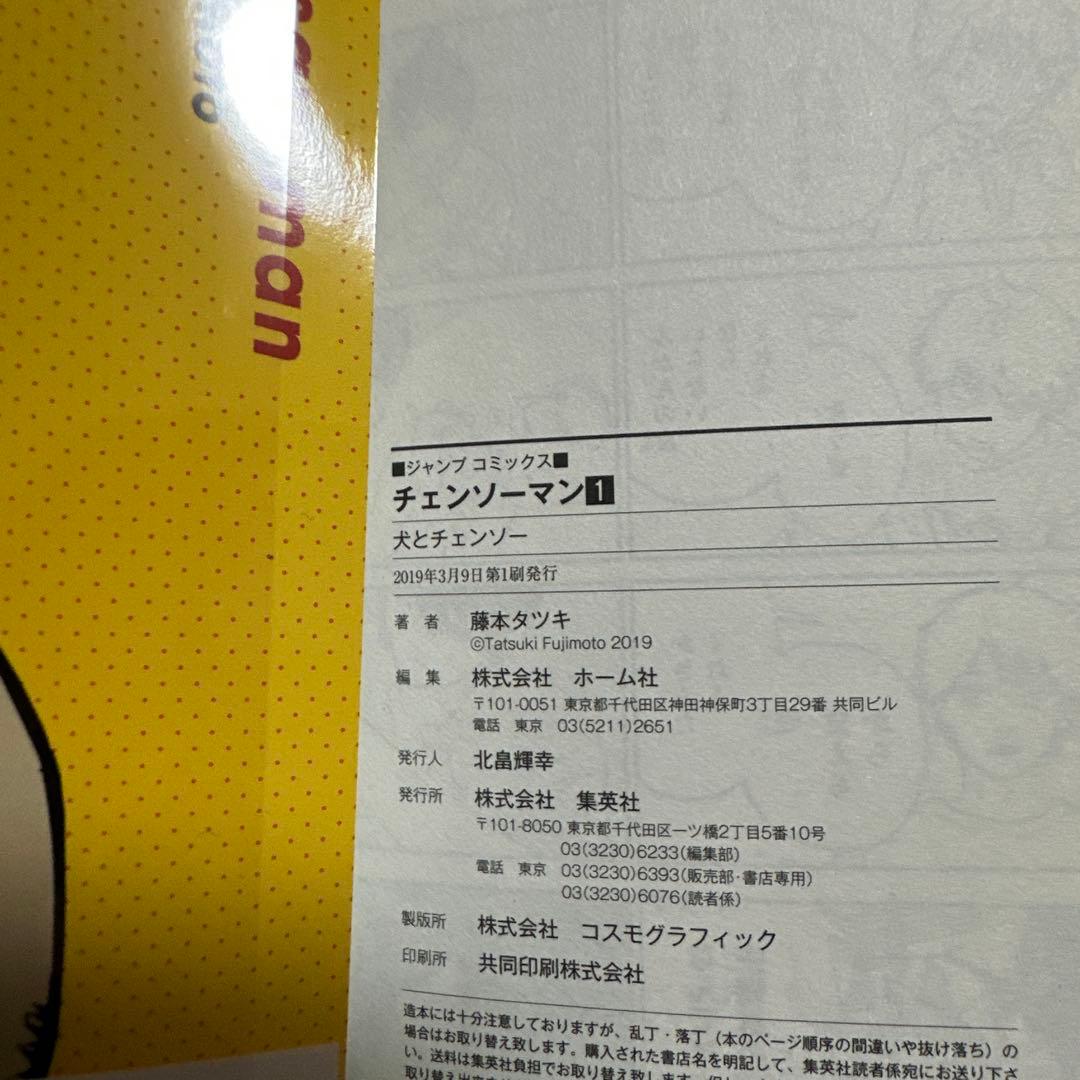 man
■ジャンプ コミックス■
チェンソーマン1
犬とチェンソー
2019年3月9日第1刷発行
著 者 藤本タツキ
©Tatsuki Fujimoto 2019
編 集 株式会社 ホーム社
〒101-0051 東京都千代田区神田神保町3丁目29番 共同ビル
電話 東京 03(5211)2651
発行人 北畠輝幸
発行所 株式会社 集英社
〒101-8050 東京都千代田区一ツ橋2丁目5番10号
03(3230)6233(編集部)
電話 東京 03(3230)6393(販売部·書店専用)
03(3230)6076(読者係)
製版所 株式会社 コスモグラフィック
印刷所 共同印刷株式会社
造本には十分注意しておりますが、乱丁・落丁（本のページ順序の間違いや抜け落ち）の
場合はお取り替え致します。購入された書店名を明記して、集英社読者係宛にお送り下さ
い。送料は集英社負担でお取り替え致します。